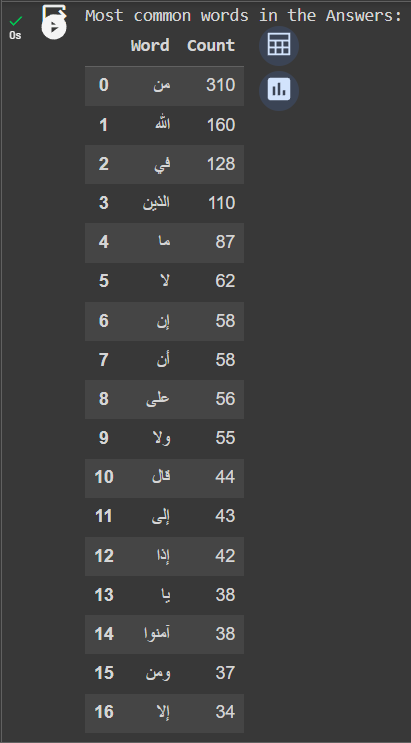 Most common words in the Answers:
0s
Word Count
0 من 310
1 الله 160
2 في 128
3 الذين 110
4 ما 87
5 لا 62
6 إن 58
7 أن 58
8 على 56
9 ولا 55
10 قال 44
11 إلى 43
12 إذا 42
13 يا 38
14 آمنوا 38
15 ومن 37
16 إلا 34